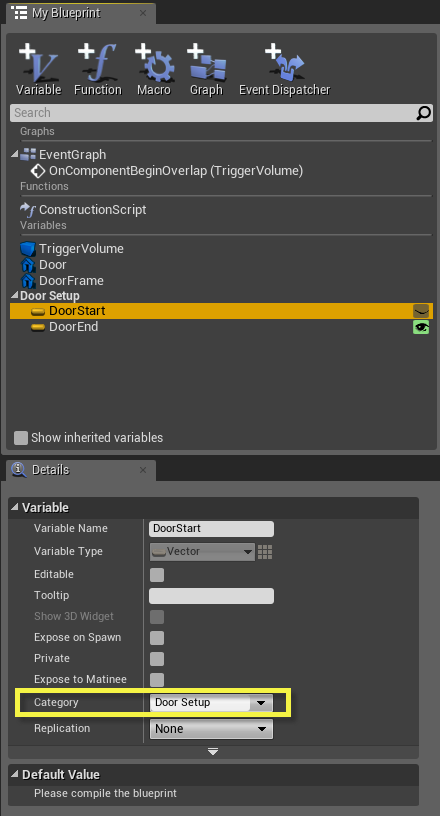 My Blueprint
Variable Function Macro Graph Event Dispatcher
Search
Graphs
EventGraph
OnComponentBeginOverlap (TriggerVolume)
Functions
ConstructionScript
Variables
TriggerVolume
Door
DoorFrame
Door Setup
DoorStart
DoorEnd
Show inherited variables
Details
Variable
Variable Name DoorStart
Variable Type Vector
Editable
Tooltip
Show 3D Widget
Expose on Spawn
Private
Expose to Matinee
Category Door Setup
Replication None
Default Value
Please compile the blueprint